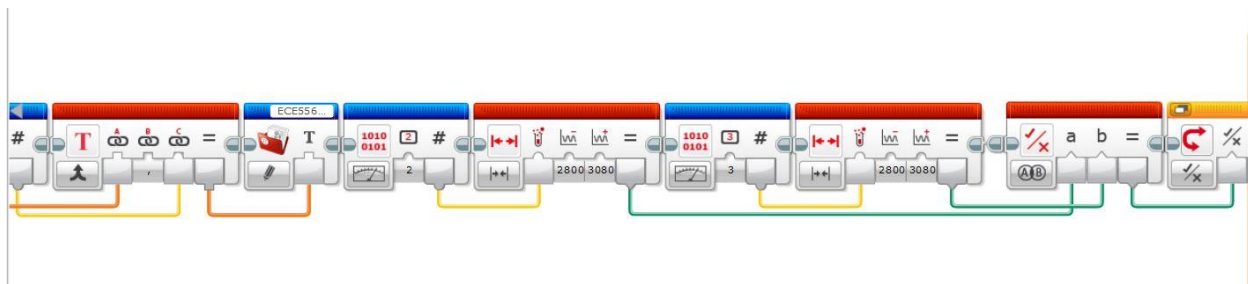 ECE556...
# T A B C = T 1010 0101 2 # = 1010 0101 3 # = a b =
, 2 2800 3080 3 2800 3080 A B